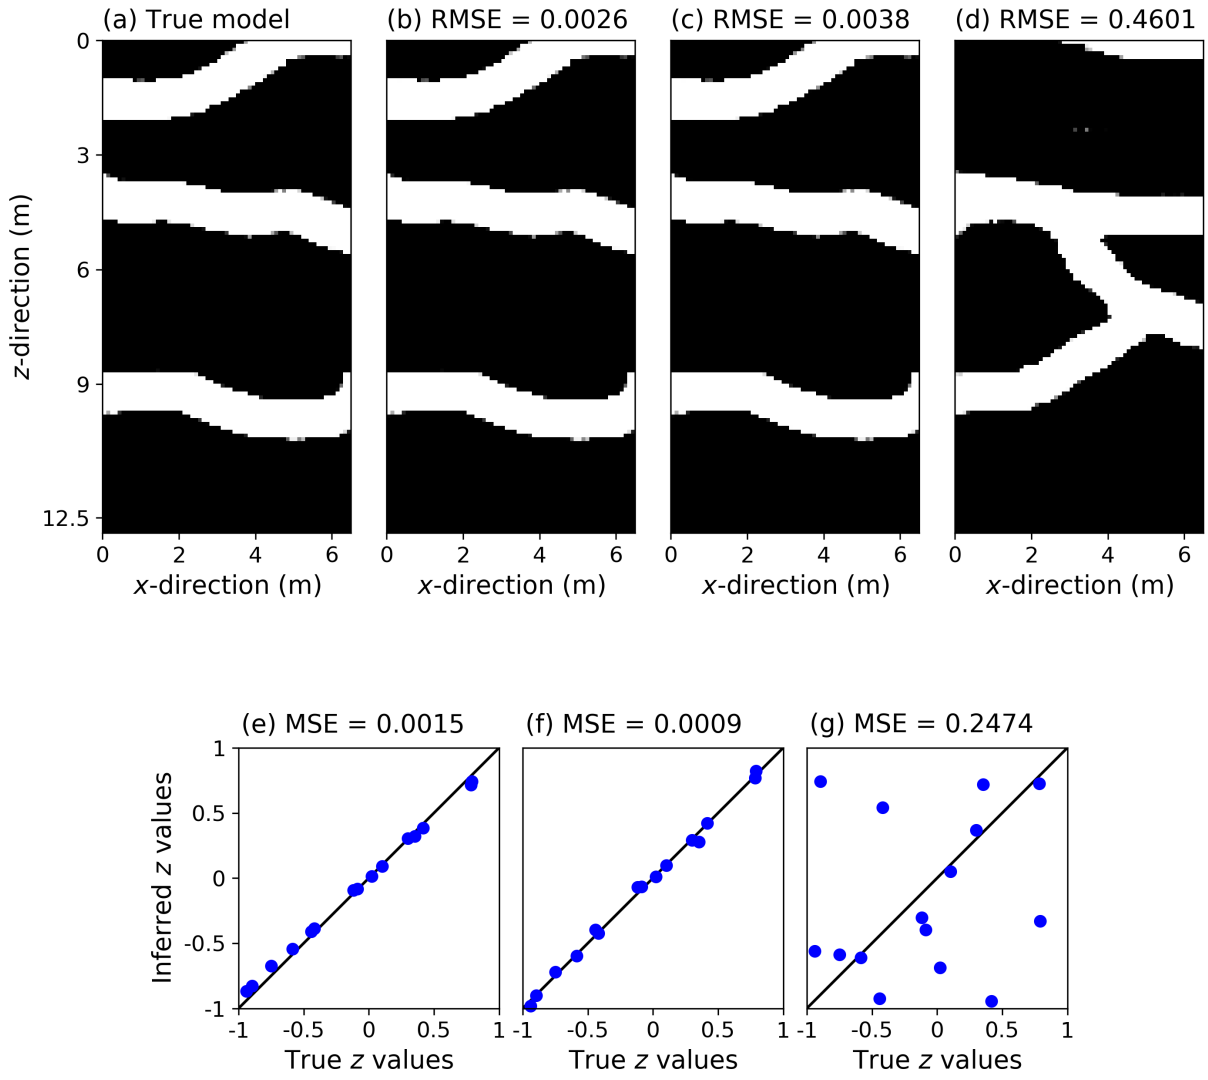 (a) True model
(b) RMSE = 0.0026
(c) RMSE = 0.0038
(d) RMSE = 0.4601
0
3
6
9
12.5
z-direction (m)
0 2 4 6
0 2 4 6
0 2 4 6
0 2 4 6
x-direction (m)
x-direction (m)
x-direction (m)
x-direction (m)
(e) MSE = 0.0015
(f) MSE = 0.0009
(g) MSE = 0.2474
1
0.5
0
-0.5
-1
Inferred z values
-1 -0.5 0 0.5 1
-1 -0.5 0 0.5 1
-1 -0.5 0 0.5 1
True z values
True z values
True z values